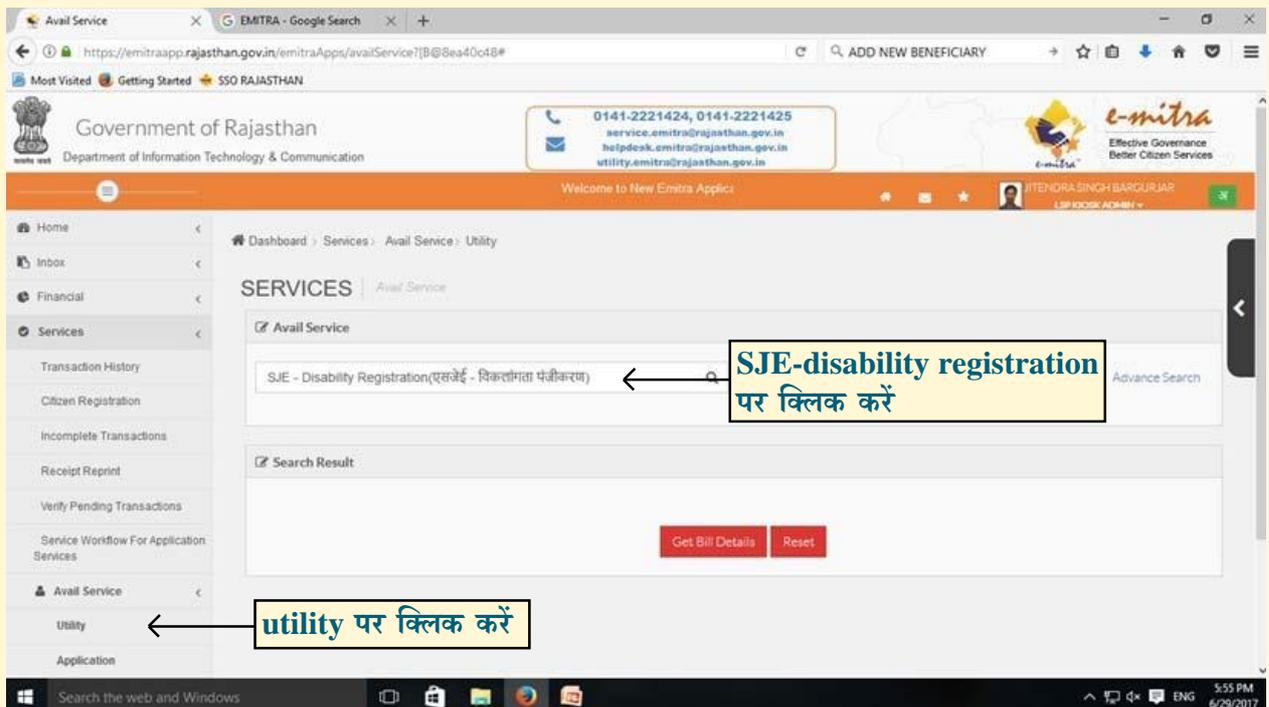 Avail Service
EMITRA - Google Search
https://emitraapp.rajasthan.gov.in/emitraApps/availService?[B@8ea40c48#
ADD NEW BENEFICIARY
Most Visited Getting Started SSO RAJASTHAN
Government of Rajasthan
Department of Information Technology & Communication
0141-2221424, 0141-2221425
service.emitra@rajasthan.gov.in
helpdesk.emitra@rajasthan.gov.in
utility.emitra@rajasthan.gov.in
e-mitra
e-mitra
Effective Governance
Better Citizen Services
Welcome to New Emitra Applica
JITENDRA SINGH BARGURJAR
LSP KIOSK ADMIN
अ
Home
Inbox
Financial
Services
Transaction History
Citizen Registration
Incomplete Transactions
Receipt Reprint
Verify Pending Transactions
Service Workflow For Application
Services
Avail Service
Utility
Application
Dashboard › Services › Avail Service › Utility
SERVICES Avail Service
Avail Service
SJE - Disability Registration(एसजेई - विकलांगता पंजीकरण)
SJE-disability registration
पर क्लिक करें
Advance Search
Search Result
Get Bill Details Reset
utility पर क्लिक करें
Search the web and Windows
ENG
5:55 PM
6/29/2017